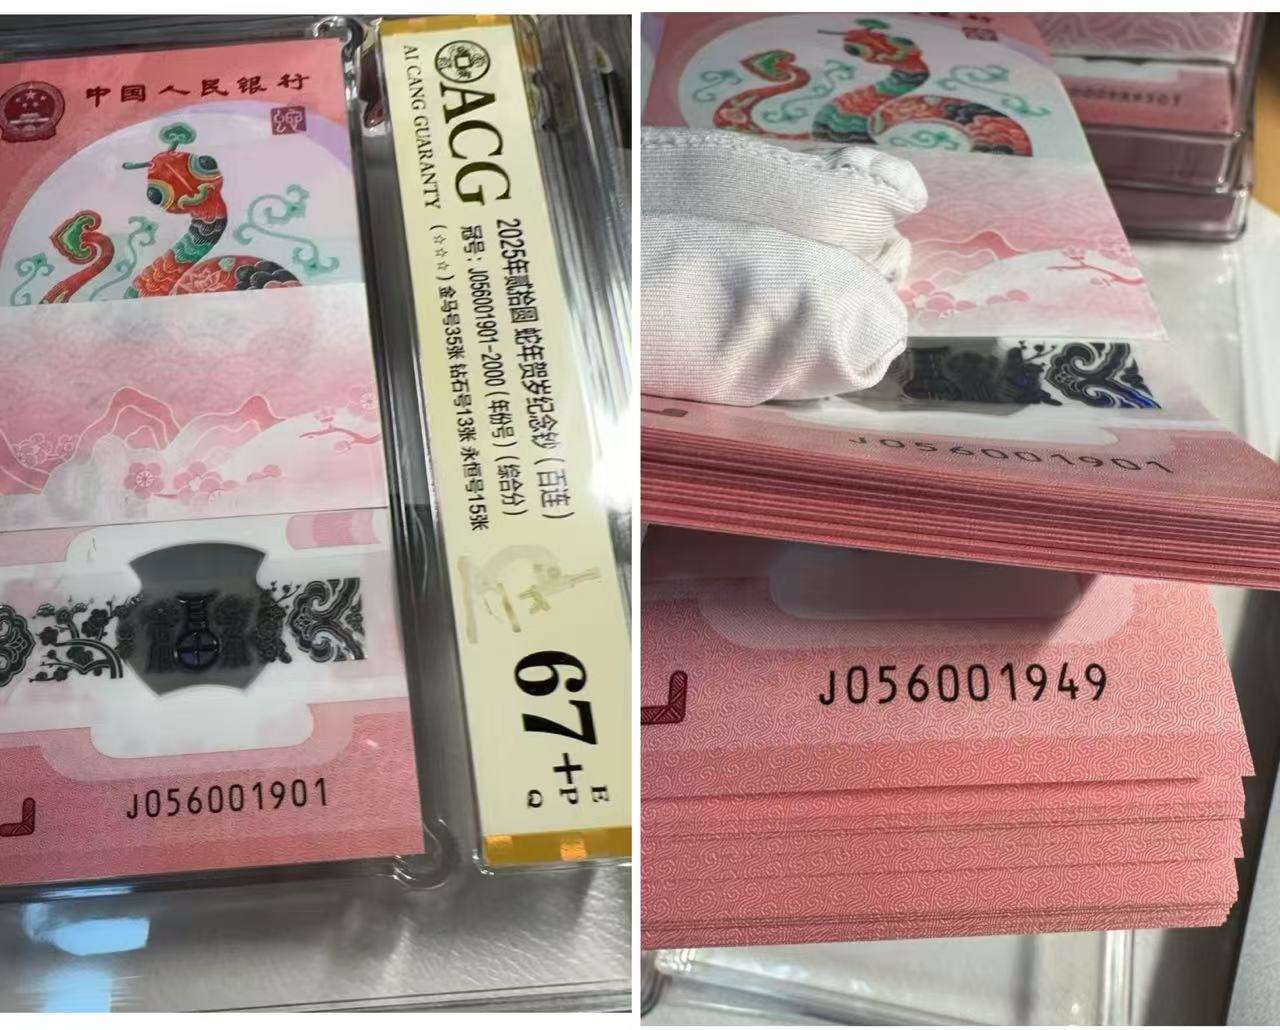 中国人民银行
ACG
AI CANG GUARANTY
2025年贰拾圆 蛇年贺岁纪念钞（百连）
冠号：J056001901-2000（年份号）（综合分）
（☆☆☆）金马号35张 钻石号13张 永恒号15张
67+
E
P
Q
J056001901
J056001901
J056001949